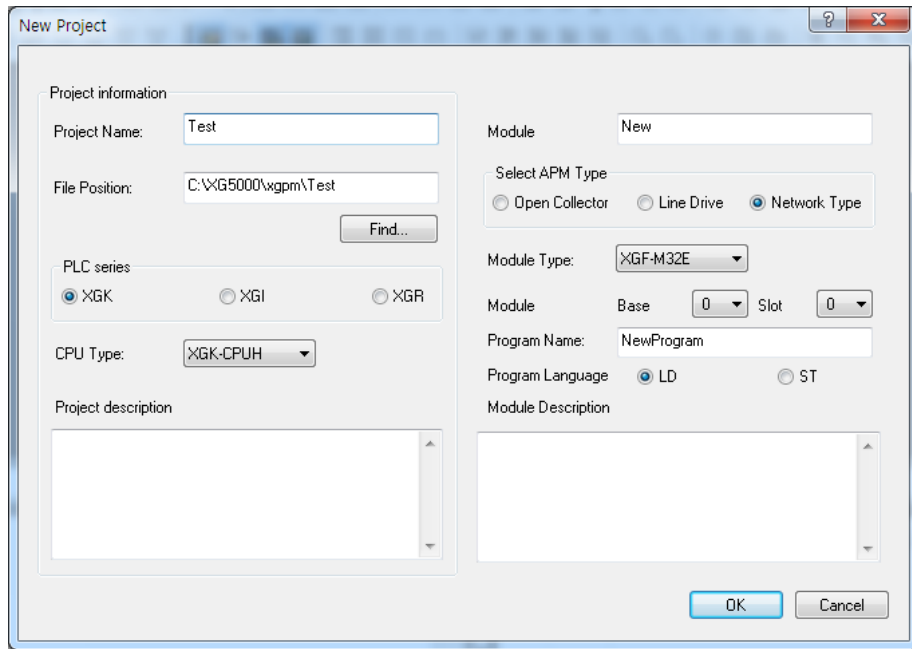 New Project
Project information
Project Name:
Test
File Position:
C:\XG5000\xgpm\Test
Find...
PLC series
XGK
XGI
XGR
CPU Type:
XGK-CPUH
Project description
Module
New
Select APM Type
Open Collector
Line Drive
Network Type
Module Type:
XGF-M32E
Module
Base
0
Slot
0
Program Name:
NewProgram
Program Language
LD
ST
Module Description
OK
Cancel